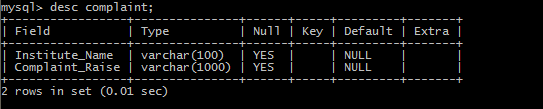 mysql> desc complaint;
+-----------------+---------------+------+-----+---------+-------+
| Field           | Type          | Null | Key | Default | Extra |
+-----------------+---------------+------+-----+---------+-------+
| Institute_Name  | varchar(100)  | YES  |     | NULL    |       |
| Complaint_Raise | varchar(1000) | YES  |     | NULL    |       |
+-----------------+---------------+------+-----+---------+-------+
2 rows in set (0.01 sec)